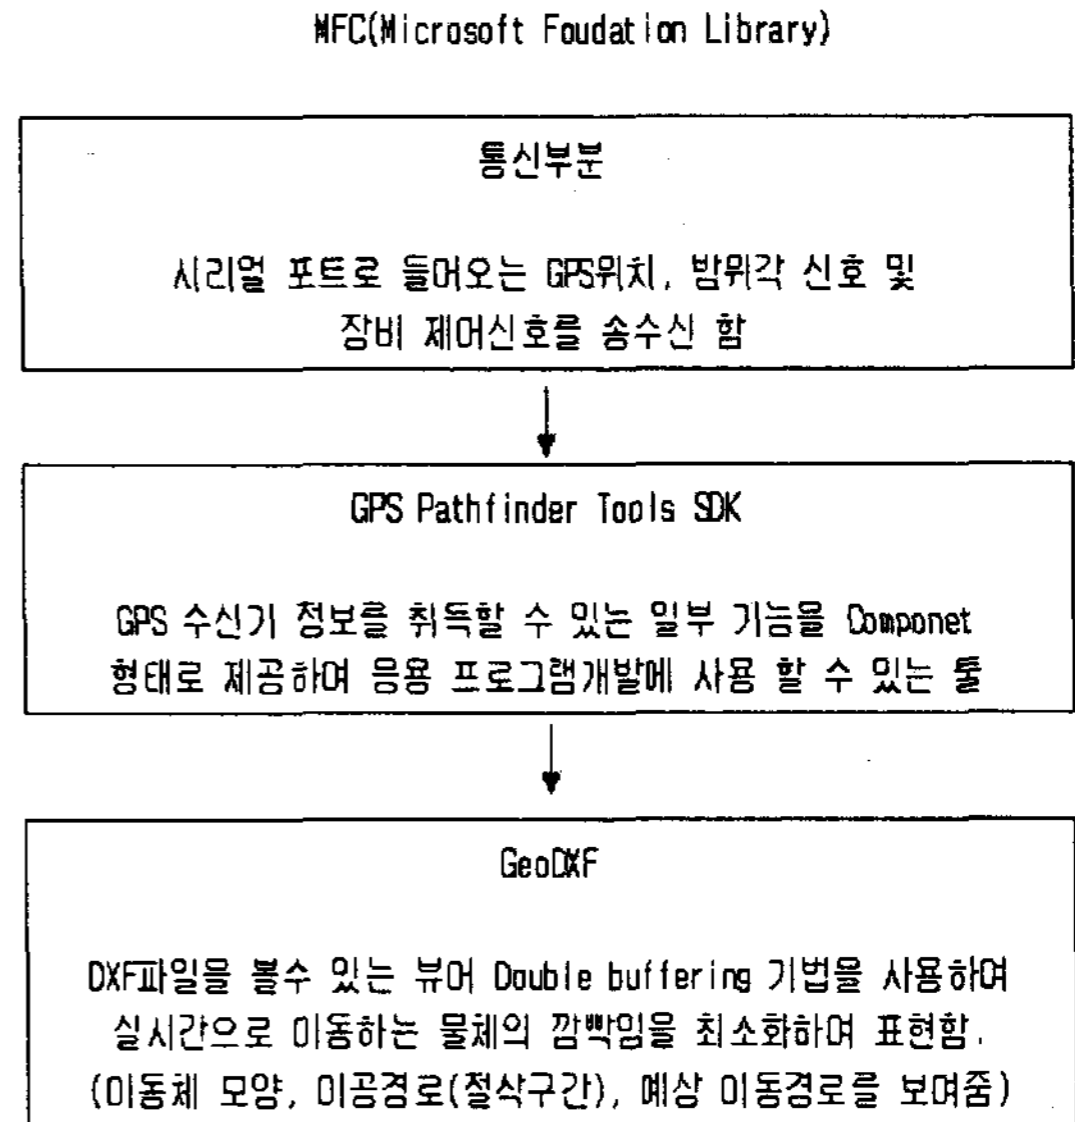 MFC(Microsoft Foudation Library)
통신부분
시리얼 포트로 들어오는 GPS위치, 방위각 신호 및
장비 제어신호를 송수신 함
GPS Pathfinder Tools SDK
GPS 수신기 정보를 취득할 수 있는 일부 기능을 Componet
형태로 제공하며 응용 프로그램개발에 사용 할 수 있는 툴
GeoDXF
DXF파일을 볼수 있는 뷰어 Double buffering 기법을 사용하여
실시간으로 이동하는 물체의 깜빡임을 최소화하여 표현함.
(이동체 모양, 이공경로(절삭구간), 예상 이동경로를 보여줌)